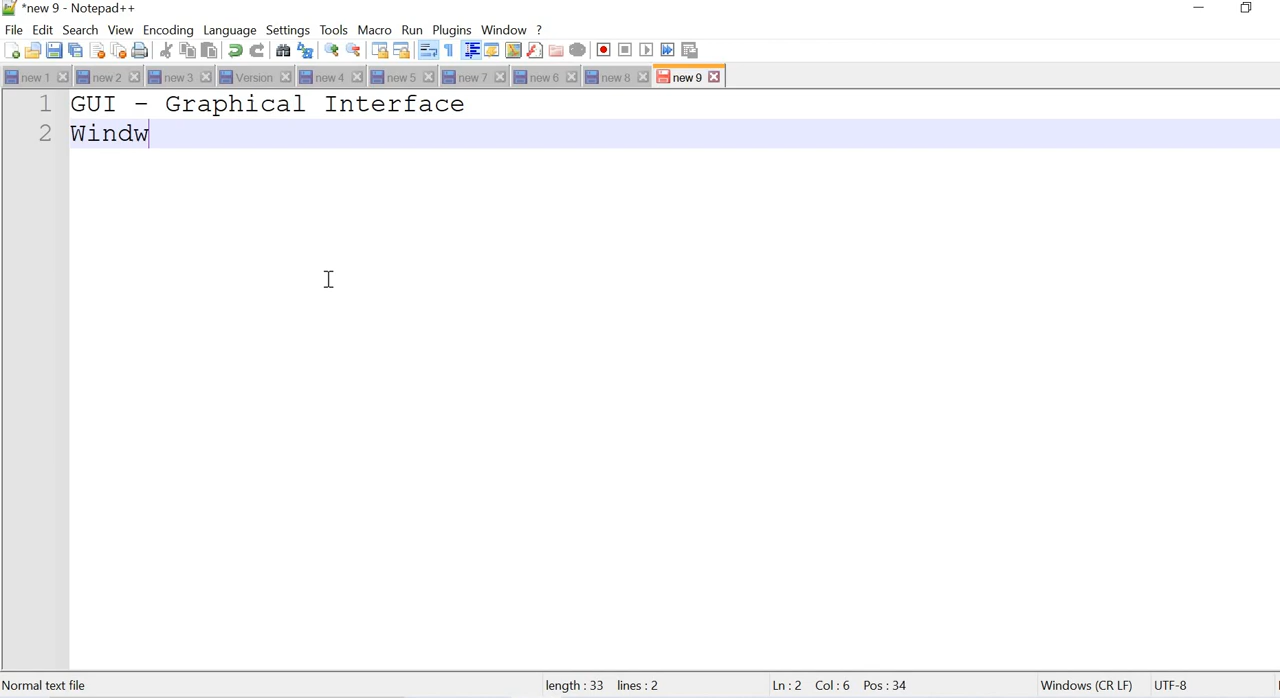 *new 9 - Notepad++
File Edit Search View Encoding Language Settings Tools Macro Run Plugins Window ?
new 1 new 2 new 3 Version new 4 new 5 new 7 new 6 new 8 new 9
1 GUI - Graphical Interface
2 Windw
Normal text file length : 33 lines : 2 Ln : 2 Col : 6 Pos : 34 Windows (CR LF) UTF-8